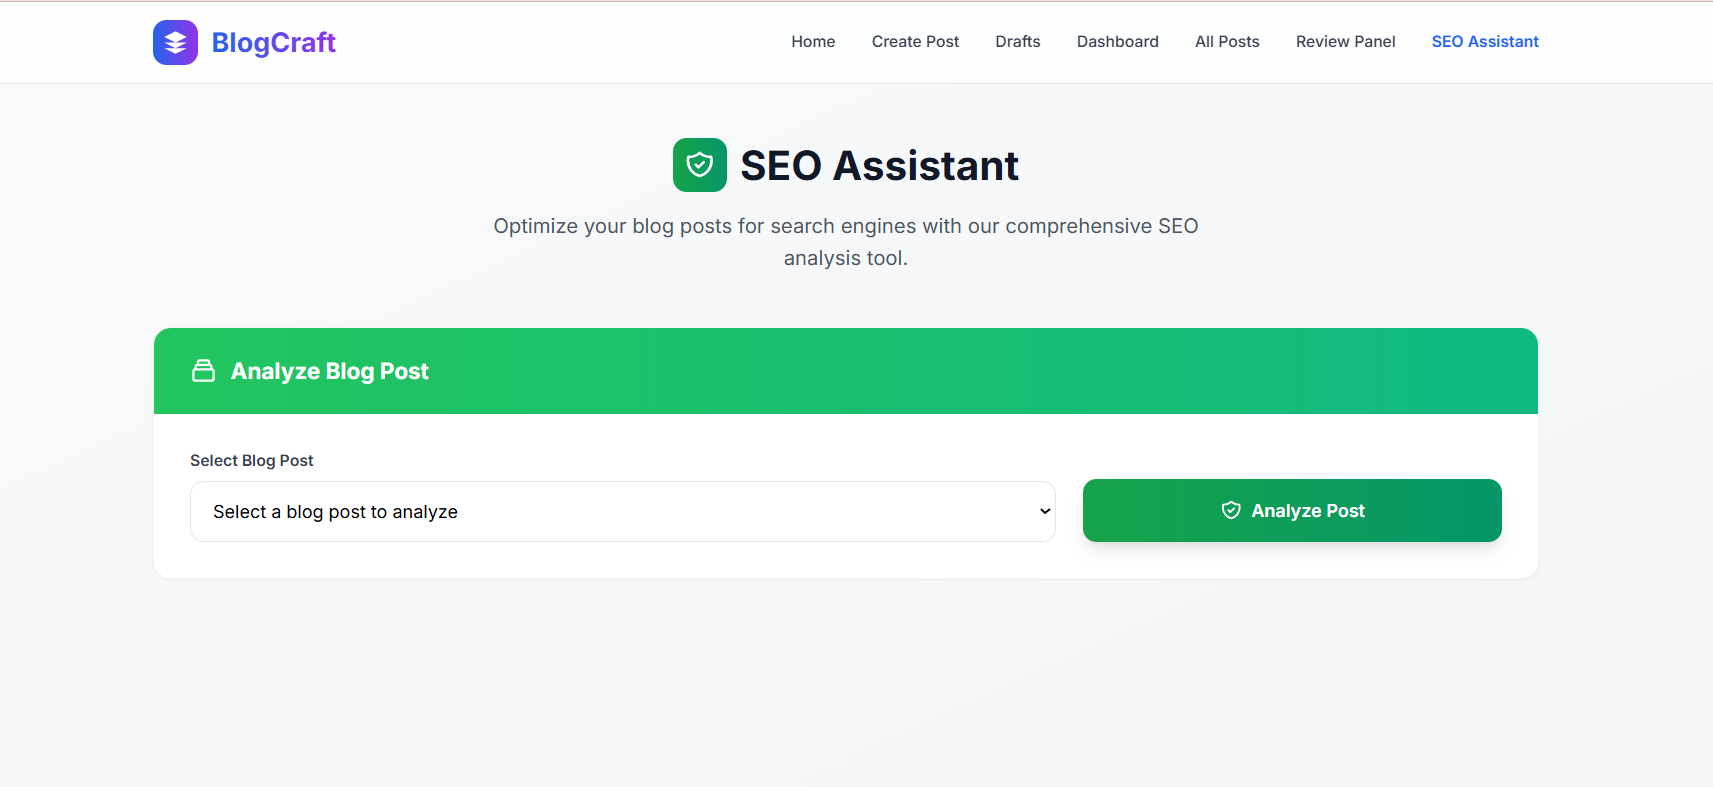 BlogCraft
Home
Create Post
Drafts
Dashboard
All Posts
Review Panel
SEO Assistant
SEO Assistant
Optimize your blog posts for search engines with our comprehensive SEO
analysis tool.
Analyze Blog Post
Select Blog Post
Select a blog post to analyze
Analyze Post